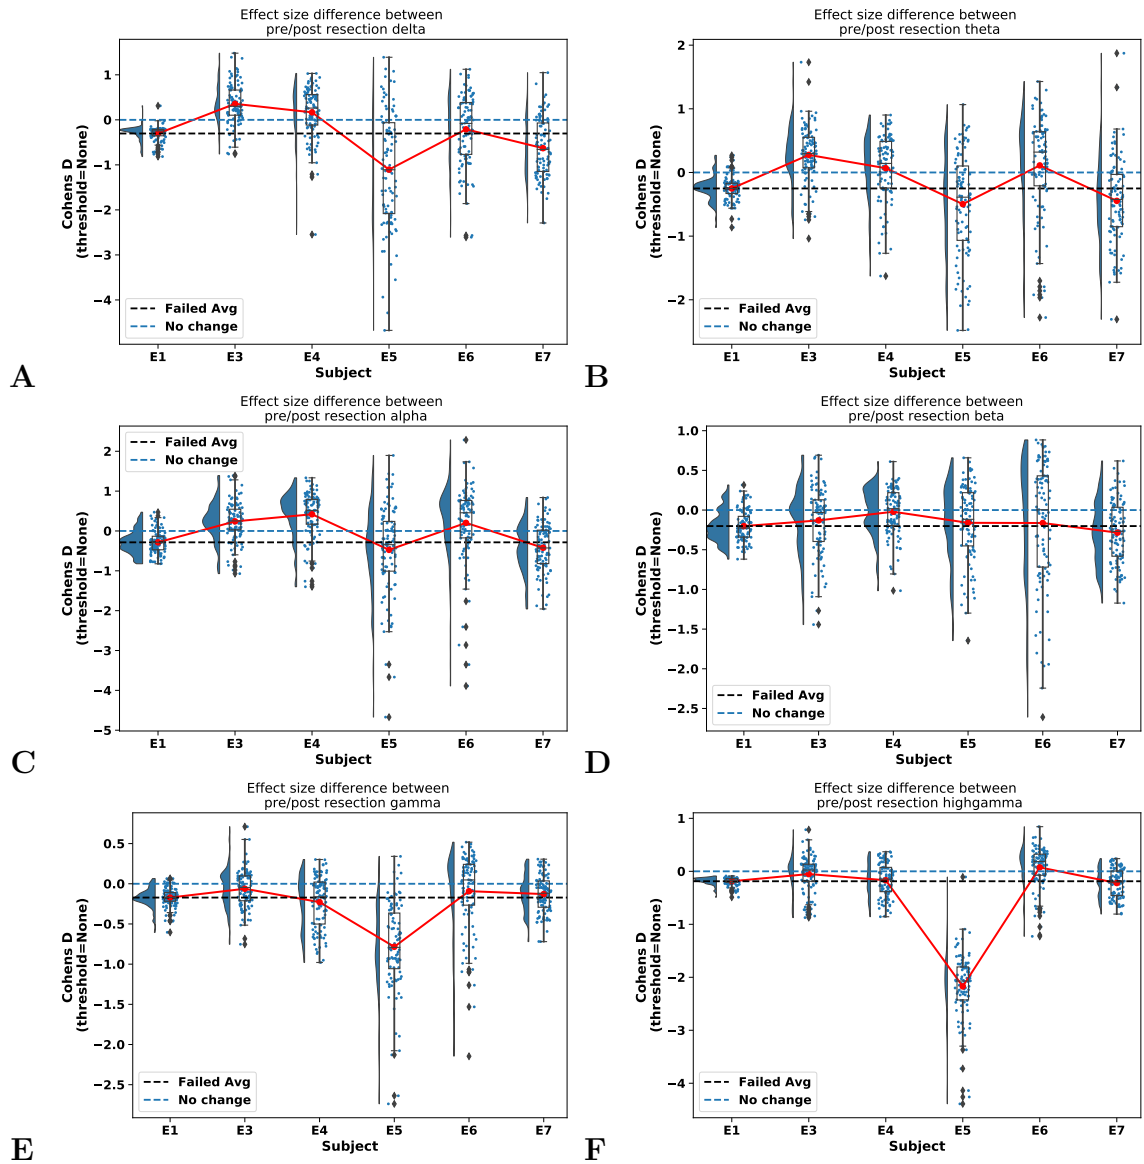 Effect size difference between
pre/post resection delta
Cohens D
(threshold=None)
1
0
−1
−2
−3
−4
Failed Avg
No change
E1 E3 E4 E5 E6 E7
Subject
A
Effect size difference between
pre/post resection theta
Cohens D
(threshold=None)
2
1
0
−1
−2
Failed Avg
No change
E1 E3 E4 E5 E6 E7
Subject
B
Effect size difference between
pre/post resection alpha
Cohens D
(threshold=None)
Failed Avg
No change
2
1
0
−1
−2
−3
−4
−5
E1 E3 E4 E5 E6 E7
Subject
C
Effect size difference between
pre/post resection beta
Cohens D
(threshold=None)
1.0
0.5
0.0
−0.5
−1.0
−1.5
−2.0
−2.5
Failed Avg
No change
E1 E3 E4 E5 E6 E7
Subject
D
Effect size difference between
pre/post resection gamma
Cohens D
(threshold=None)
0.5
0.0
−0.5
−1.0
−1.5
−2.0
−2.5
Failed Avg
No change
E1 E3 E4 E5 E6 E7
Subject
E
Effect size difference between
pre/post resection highgamma
Cohens D
(threshold=None)
1
0
−1
−2
−3
−4
Failed Avg
No change
E1 E3 E4 E5 E6 E7
Subject
F